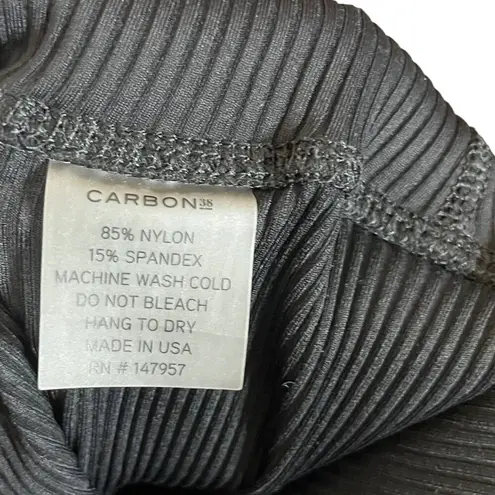 CARBON38
85% NYLON
15% SPANDEX
MACHINE WASH COLD
DO NOT BLEACH
HANG TO DRY
MADE IN USA
RN # 147957